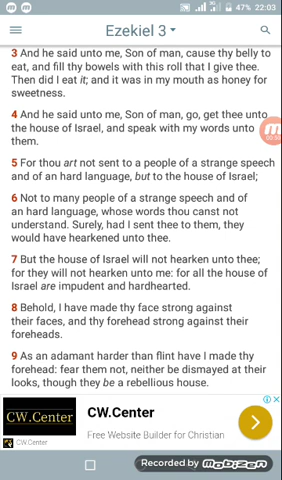 47% 22:03
Ezekiel 3
3 And he said unto me, Son of man, cause thy belly to
eat, and fill thy bowels with this roll that I give thee.
Then did I eat it; and it was in my mouth as honey for
sweetness.
4 And he said unto me, Son of man, go, get thee unto
the house of Israel, and speak with my words unto
them.
5 For thou art not sent to a people of a strange speech
and of an hard language, but to the house of Israel;
6 Not to many people of a strange speech and of
an hard language, whose words thou canst not
understand. Surely, had I sent thee to them, they
would have hearkened unto thee.
7 But the house of Israel will not hearken unto thee;
for they will not hearken unto me: for all the house of
Israel are impudent and hardhearted.
8 Behold, I have made thy face strong against
their faces, and thy forehead strong against their
foreheads.
9 As an adamant harder than flint have I made thy
forehead: fear them not, neither be dismayed at their
looks, though they be a rebellious house.
CW.Center
CW.Center
Free Website Builder for Christian
CW.Center
Recorded by mobizen